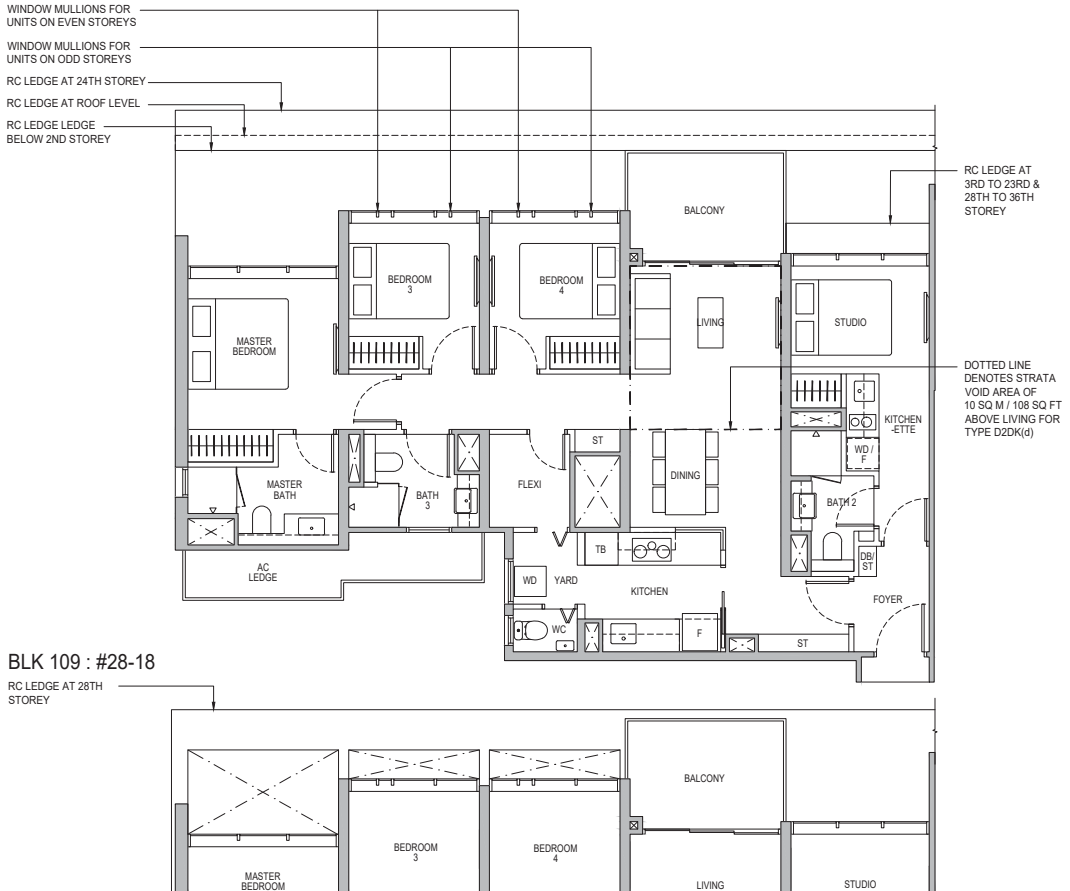 WINDOW MULLIONS FOR
UNITS ON EVEN STOREYS
WINDOW MULLIONS FOR
UNITS ON ODD STOREYS
RC LEDGE AT 24TH STOREY
RC LEDGE AT ROOF LEVEL
RC LEDGE LEDGE
BELOW 2ND STOREY
RC LEDGE AT
3RD TO 23RD &
28TH TO 36TH
STOREY
BALCONY
BEDROOM
3
BEDROOM
4
MASTER
BEDROOM
LIVING
STUDIO
DOTTED LINE
DENOTES STRATA
VOID AREA OF
10 SQ M / 108 SQ FT
ABOVE LIVING FOR
TYPE D2DK(d)
KITCHEN
-ETTE
WD /
F
ST
DINING
MASTER
BATH
BATH
3
FLEXI
BATH 2
DB/
ST
TB
AC
LEDGE
WD
YARD
KITCHEN
FOYER
WC
F
ST
BLK 109 : #28-18
RC LEDGE AT 28TH
STOREY
BALCONY
BEDROOM
3
BEDROOM
4
MASTER
BEDROOM
LIVING
STUDIO